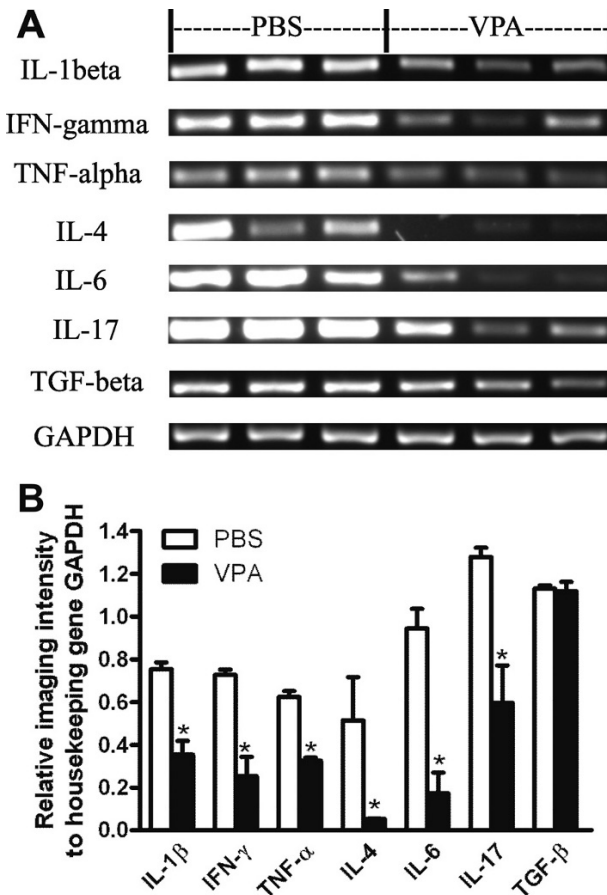 A
PBS VPA
IL-1beta
IFN-gamma
TNF-alpha
IL-4
IL-6
IL-17
TGF-beta
GAPDH
B
Relative imaging intensity
to housekeeping gene GAPDH
1.4
1.2
1.0
0.8
0.6
0.4
0.2
0.0
PBS
VPA
* * * * * *
IL-1β IFN-γ TNF-α IL-4 IL-6 IL-17 TGF-β